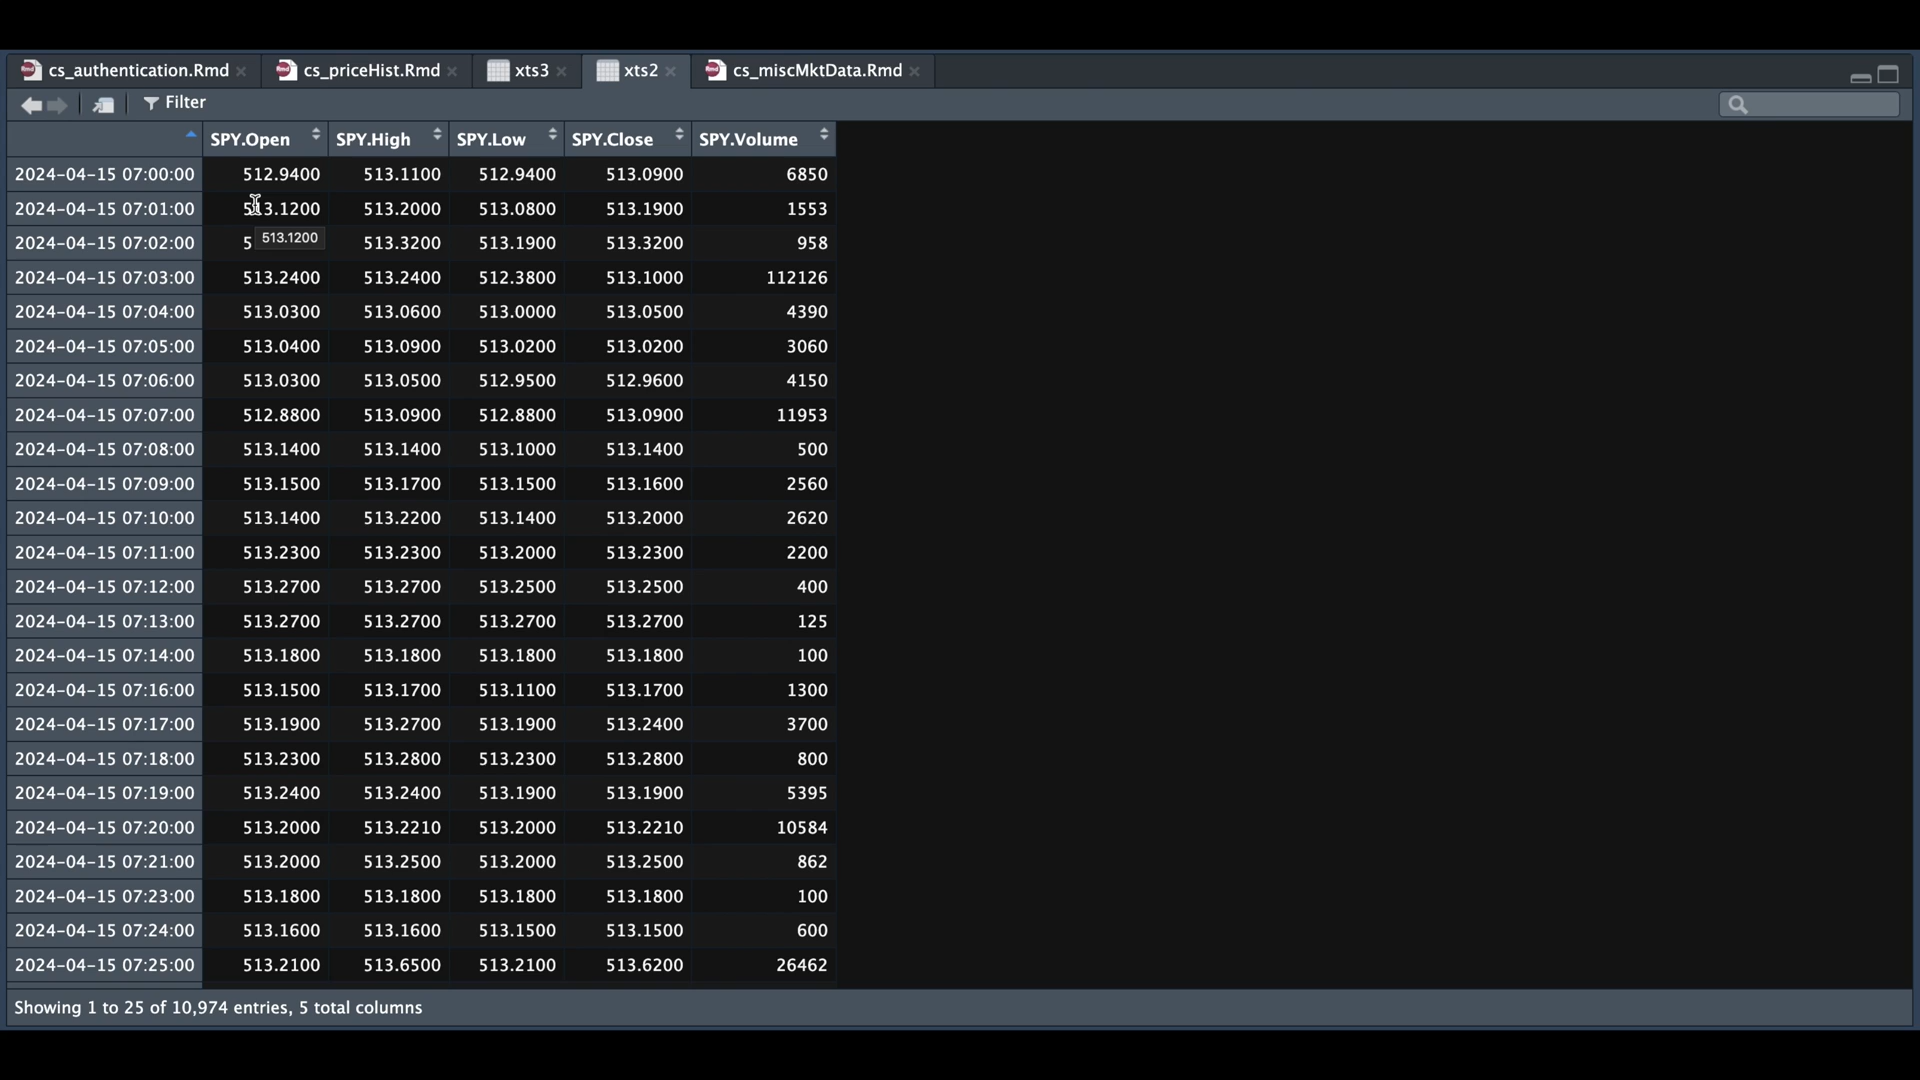 cs_authentication.Rmd cs_priceHist.Rmd xts3 xts2 cs_miscMktData.Rmd
Filter
SPY.Open SPY.High SPY.Low SPY.Close SPY.Volume
2024-04-15 07:00:00 512.9400 513.1100 512.9400 513.0900 6850
2024-04-15 07:01:00 513.1200 513.2000 513.0800 513.1900 1553
513.1200
2024-04-15 07:02:00 513.3200 513.1900 513.3200 958
2024-04-15 07:03:00 513.2400 513.2400 512.3800 513.1000 112126
2024-04-15 07:04:00 513.0300 513.0600 513.0000 513.0500 4390
2024-04-15 07:05:00 513.0400 513.0900 513.0200 513.0200 3060
2024-04-15 07:06:00 513.0300 513.0500 512.9500 512.9600 4150
2024-04-15 07:07:00 512.8800 513.0900 512.8800 513.0900 11953
2024-04-15 07:08:00 513.1400 513.1400 513.1000 513.1400 500
2024-04-15 07:09:00 513.1500 513.1700 513.1500 513.1600 2560
2024-04-15 07:10:00 513.1400 513.2200 513.1400 513.2000 2620
2024-04-15 07:11:00 513.2300 513.2300 513.2000 513.2300 2200
2024-04-15 07:12:00 513.2700 513.2700 513.2500 513.2500 400
2024-04-15 07:13:00 513.2700 513.2700 513.2700 513.2700 125
2024-04-15 07:14:00 513.1800 513.1800 513.1800 513.1800 100
2024-04-15 07:16:00 513.1500 513.1700 513.1100 513.1700 1300
2024-04-15 07:17:00 513.1900 513.2700 513.1900 513.2400 3700
2024-04-15 07:18:00 513.2300 513.2800 513.2300 513.2800 800
2024-04-15 07:19:00 513.2400 513.2400 513.1900 513.1900 5395
2024-04-15 07:20:00 513.2000 513.2210 513.2000 513.2210 10584
2024-04-15 07:21:00 513.2000 513.2500 513.2000 513.2500 862
2024-04-15 07:23:00 513.1800 513.1800 513.1800 513.1800 100
2024-04-15 07:24:00 513.1600 513.1600 513.1500 513.1500 600
2024-04-15 07:25:00 513.2100 513.6500 513.2100 513.6200 26462
Showing 1 to 25 of 10,974 entries, 5 total columns